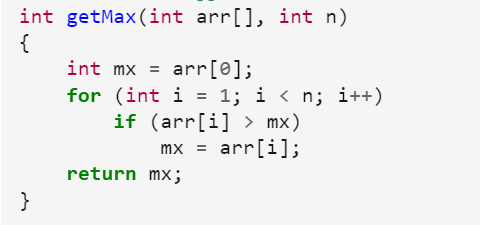 int getMax(int arr[], int n)
{
    int mx = arr[0];
    for (int i = 1; i < n; i++)
        if (arr[i] > mx)
            mx = arr[i];
    return mx;
}